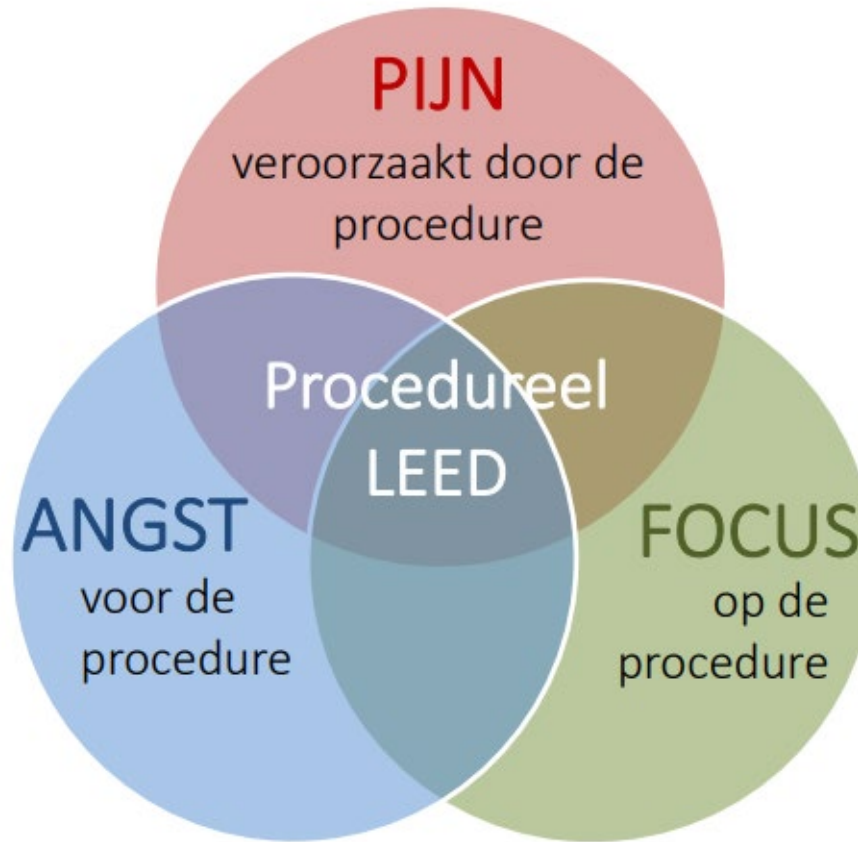 PIJN
veroorzaakt door de
procedure
Procedureel
LEED
ANGST
voor de
procedure
FOCUS
op de
procedure